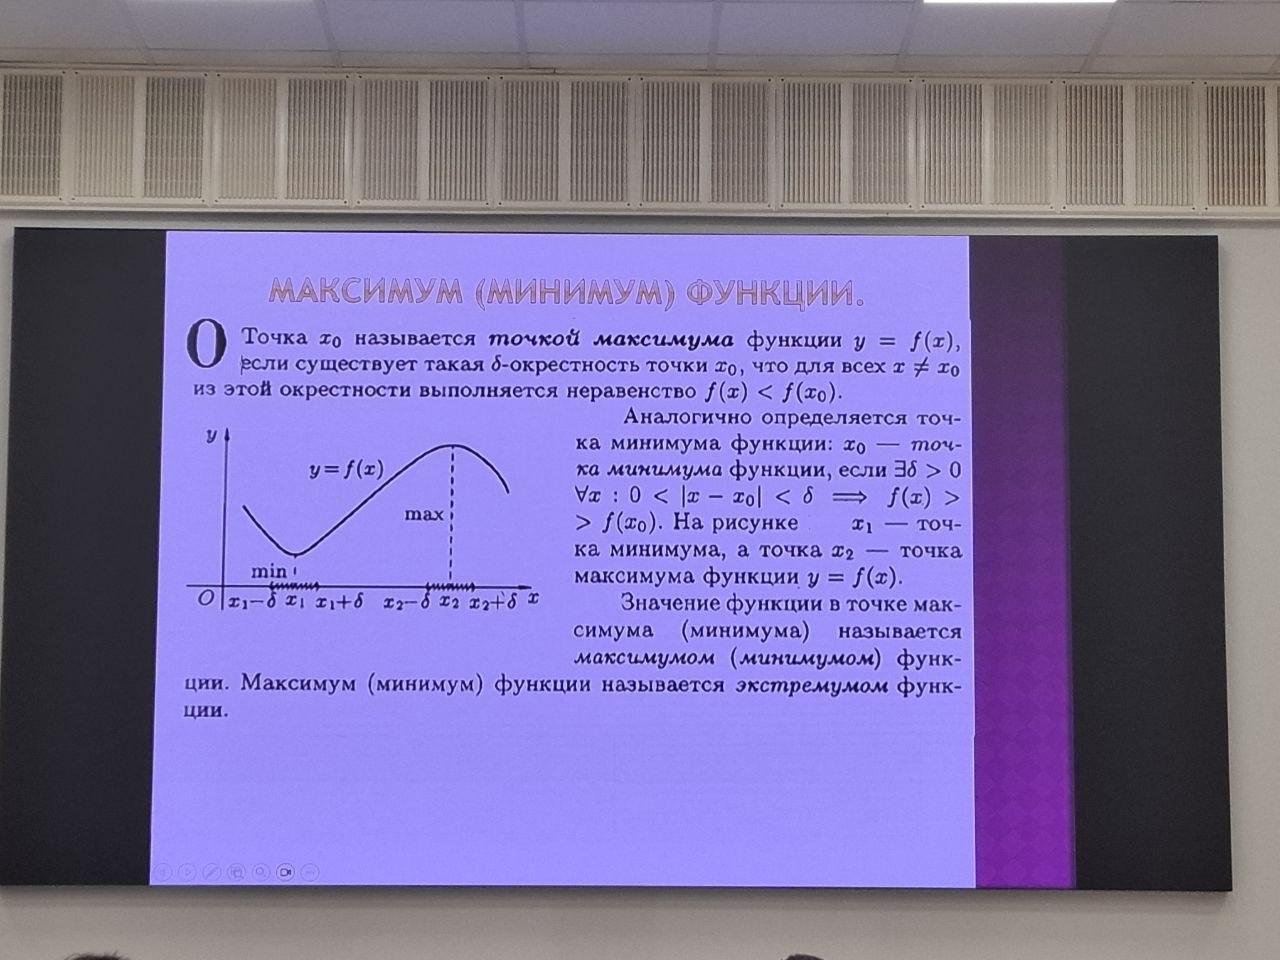 МАКСИМУМ (МИНИМУМ) ФУНКЦИИ.
О Точка x₀ называется точкой максимума функции y = f(x),
если существует такая δ-окрестность точки x₀, что для всех x ≠ x₀
из этой окрестности выполняется неравенство f(x) < f(x₀).
Аналогично определяется точ-
ка минимума функции: x₀ — точ-
ка минимума функции, если ∃δ > 0
∀x : 0 < |x − x₀| < δ ⟹ f(x) >
> f(x₀). На рисунке x₁ — точ-
ка минимума, а точка x₂ — точка
максимума функции y = f(x).
Значение функции в точке мак-
симума (минимума) называется
максимумом (минимумом) функ-
ции. Максимум (минимум) функции называется экстремумом функ-
ции.
y
y=f(x)
max
min
O x₁−δ x₁ x₁+δ x₂−δ x₂ x₂+δ x